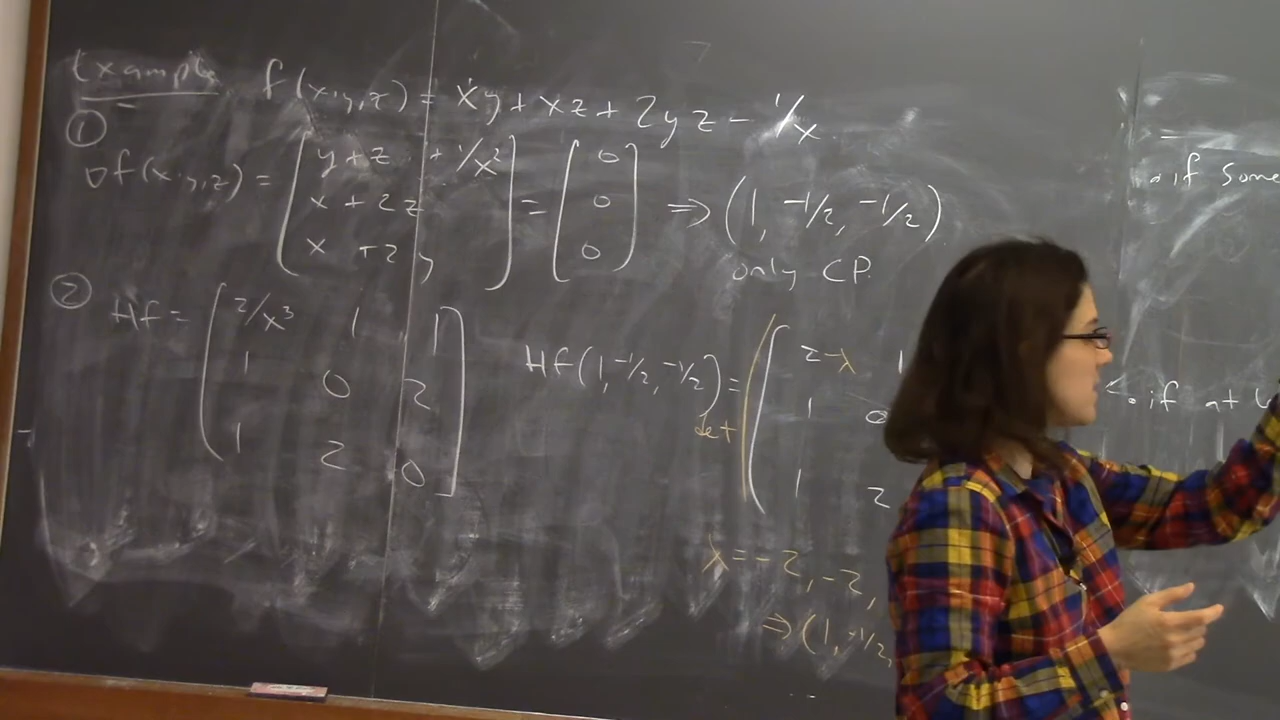 Example f(x,y,z) = xy + xz + 2yz - 1/x
①
∇f(x,y,z) = [ y+z + 1/x² ] = [ 0 ] ⇒ (1, -1/2, -1/2)
[ x + 2z ] [ 0 ]
[ x + 2y ] [ 0 ]
only CP.
② Hf = ( 2/x³ 1 1 ]
( 1 0 2 ]
( 1 2 0 ]
Hf(1, -1/2, -1/2) = ( 2-λ 1
det ( 1 0
( 1 2
λ = -2, -2,
⇒ (1, -1/2,
• if some
← • if at